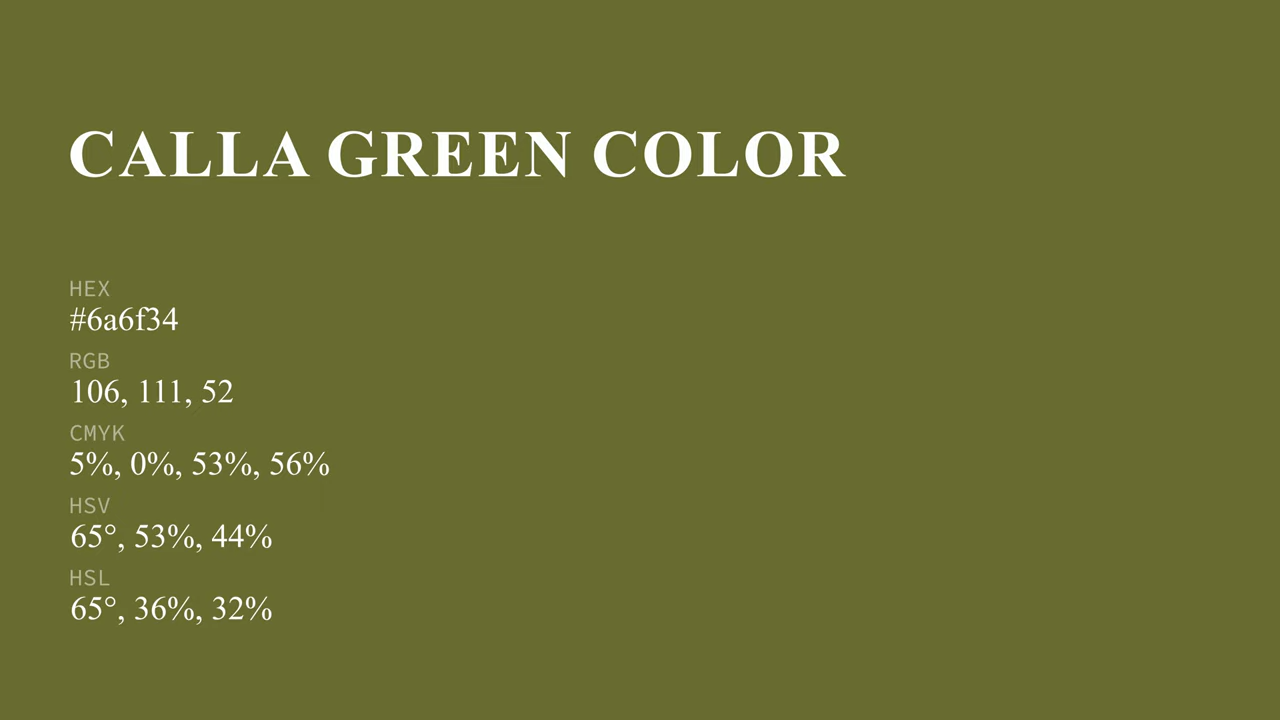 CALLA GREEN COLOR
HEX
#6a6f34
RGB
106, 111, 52
CMYK
5%, 0%, 53%, 56%
HSV
65°, 53%, 44%
HSL
65°, 36%, 32%